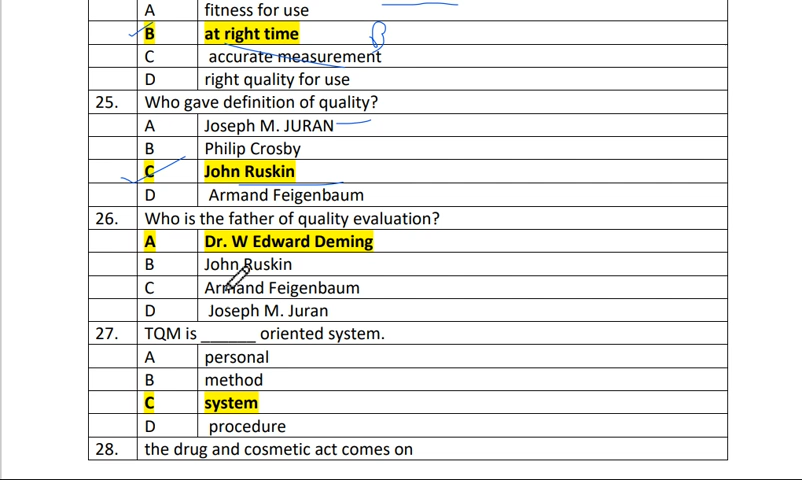 A fitness for use
B at right time
C accurate measurement
D right quality for use
25. Who gave definition of quality?
A Joseph M. JURAN
B Philip Crosby
C John Ruskin
D Armand Feigenbaum
26. Who is the father of quality evaluation?
A Dr. W Edward Deming
B John Ruskin
C Armand Feigenbaum
D Joseph M. Juran
27. TQM is ______ oriented system.
A personal
B method
C system
D procedure
28. the drug and cosmetic act comes on